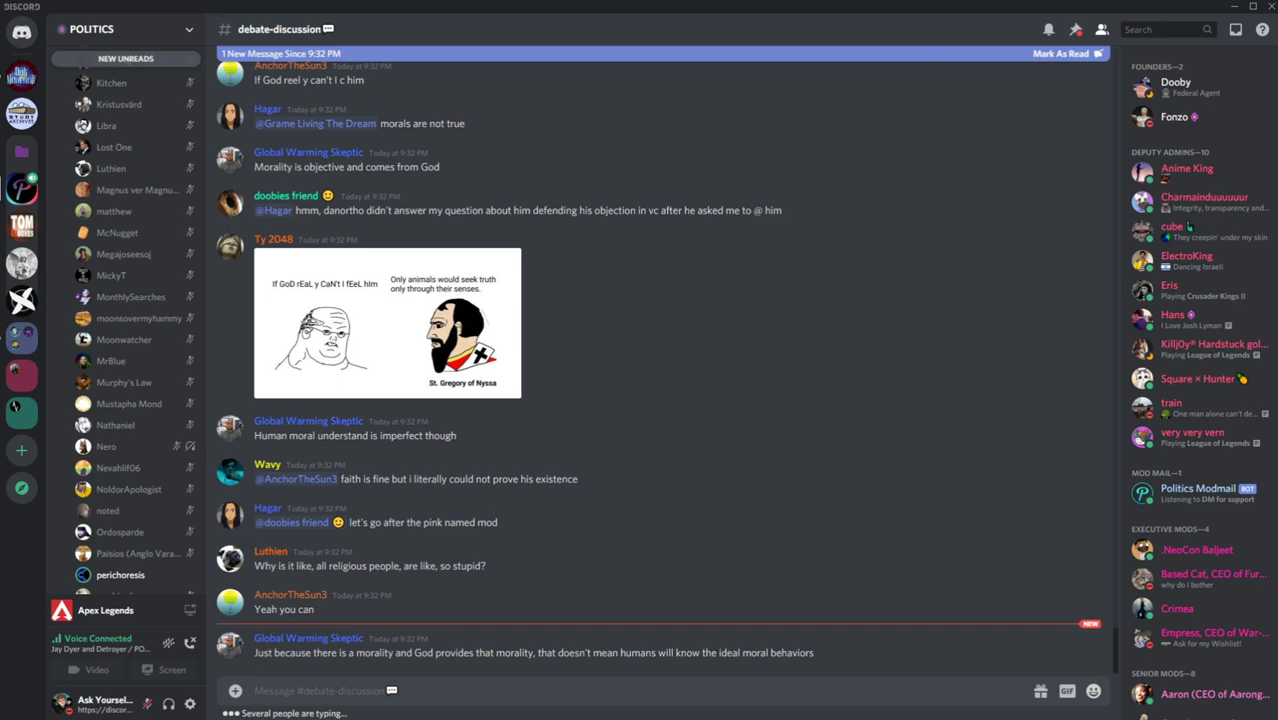 DISCORD
POLITICS
NEW UNREADS
Kitchen
Kristusvärd
Libra
Lost One
Luthien
Magnus ver Magnu...
matthew
McNugget
Megajoseesoj
MickyT
MonthlySearches
moonsovermyhammy
Moonwatcher
MrBlue
Murphy's Law
Mustapha Mond
Nathaniel
Nero
Nevahlif06
NoldorApologist
noted
Ordosparde
Paisios (Anglo Vara...
perichoresis
Apex Legends
Voice Connected
Jay Dyer and Detroyer / PO...
Video
Screen
Ask Yoursel...
https://discor...
TOM
BOXES
STUDY
ARCHIVES
# debate-discussion
Search
1 New Message Since 9:32 PM
Mark As Read
AnchorTheSun3 Today at 9:32 PM
If God reel y can't I c him
Hagar Today at 9:32 PM
@Grame Living The Dream morals are not true
Global Warming Skeptic Today at 9:32 PM
Morality is objective and comes from God
doobies friend Today at 9:32 PM
@Hagar hmm, danortho didn't answer my question about him defending his objection in vc after he asked me to @ him
Ty 2048 Today at 9:32 PM
If GoD rEaL y CaN't I fEeL hIm
Only animals would seek truth
only through their senses.
St. Gregory of Nyssa
Global Warming Skeptic Today at 9:32 PM
Human moral understand is imperfect though
Wavy Today at 9:32 PM
@AnchorTheSun3 faith is fine but i literally could not prove his existence
Hagar Today at 9:32 PM
@doobies friend let's go after the pink named mod
Luthien Today at 9:32 PM
Why is it like, all religious people, are like, so stupid?
AnchorTheSun3 Today at 9:32 PM
Yeah you can
NEW
Global Warming Skeptic Today at 9:32 PM
Just because there is a morality and God provides that morality, that doesn't mean humans will know the ideal moral behaviors
Message #debate-discussion
GIF
Several people are typing...
FOUNDERS—2
Dooby
Federal Agent
Fonzo
DEPUTY ADMINS—10
Anime King
Charmainduuuuuur
Integrity, transparency and...
cube
They creepin' under my skin
ElectroKing
Dancing Israeli
Eris
Playing Crusader Kings II
Hans
I Love Josh Lyman
Killj0y® Hardstuck gol...
Playing League of Legends
Square × Hunter
train
One man alone can't de...
very very vern
Playing League of Legends
MOD MAIL—1
Politics Modmail BOT
Listening to DM for support
EXECUTIVE MODS—4
.NeoCon Baljeet
Based Cat, CEO of Fur...
why do I bother
Crimea
Empress, CEO of War-...
Ask for my Wishlist!
SENIOR MODS—8
Aaron (CEO of Aarong...